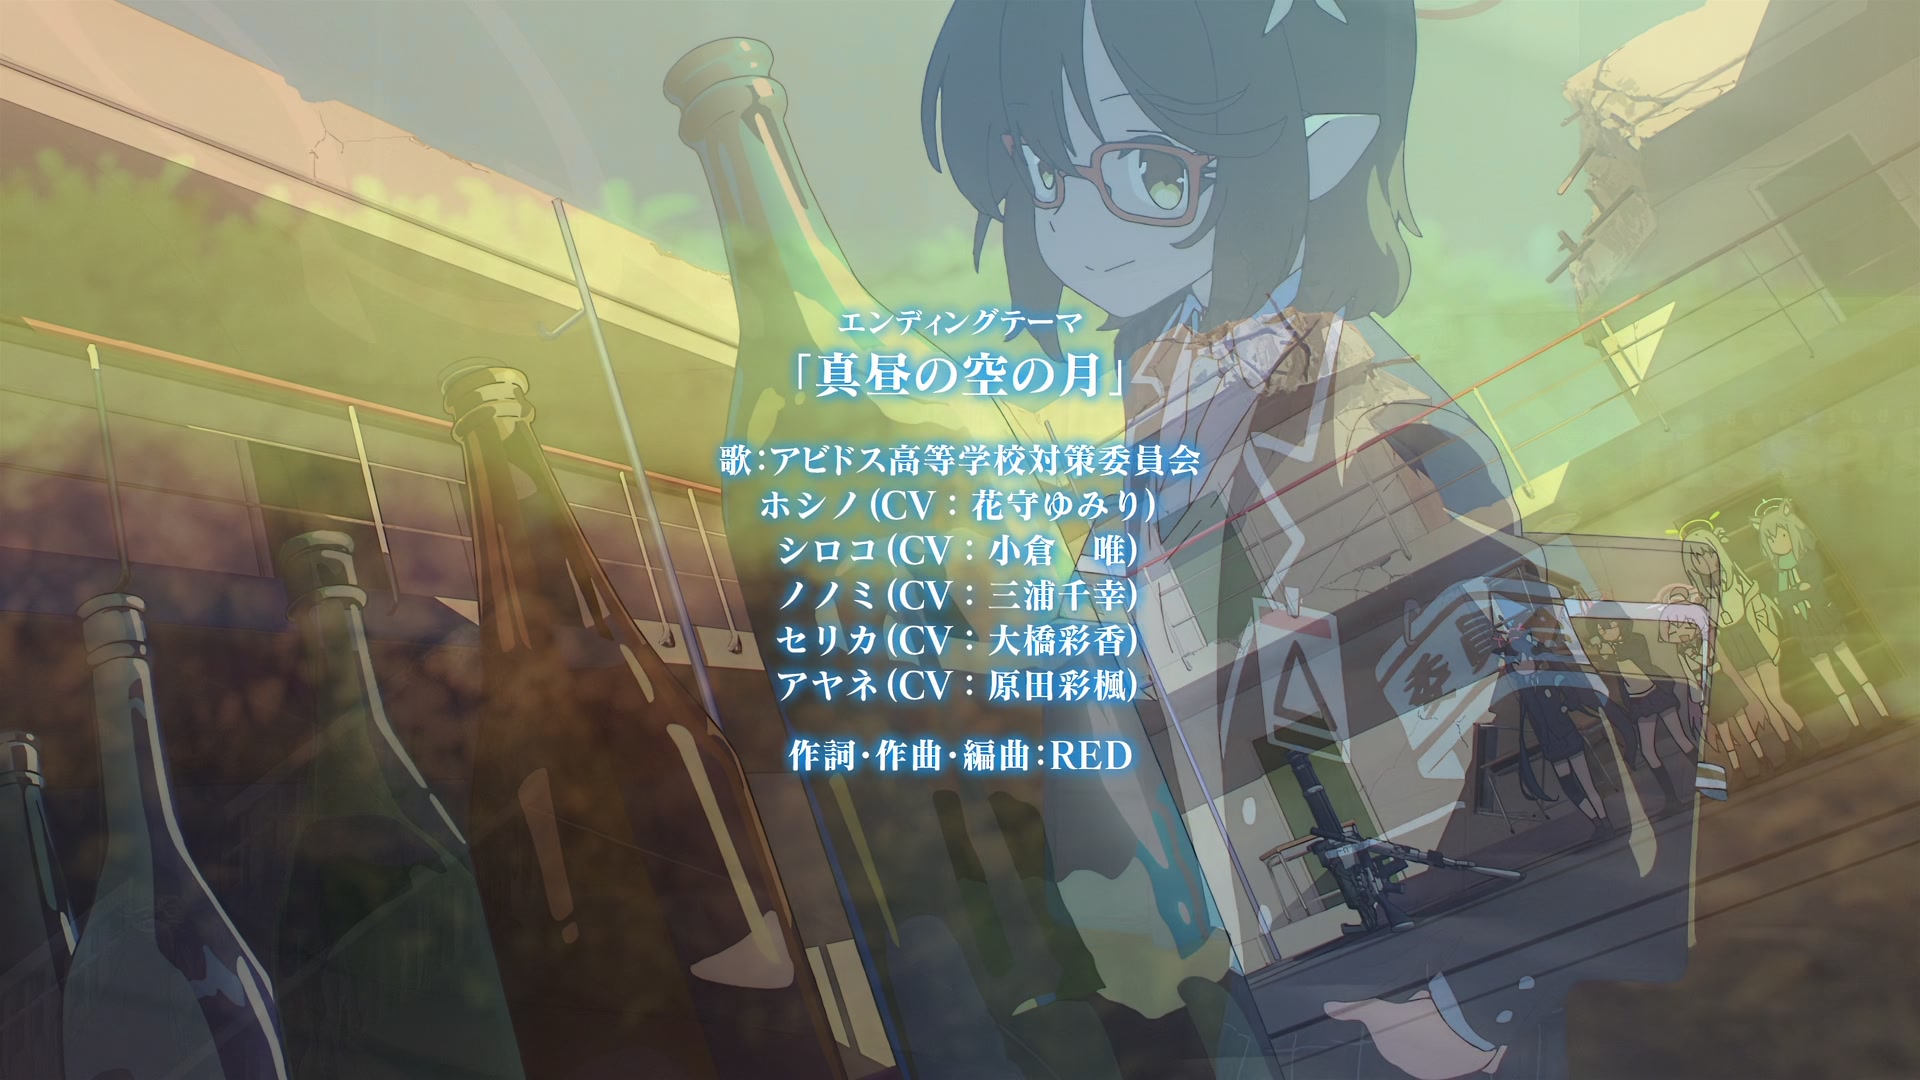 エンディングテーマ
「真昼の空の月」
歌：アビドス高等学校対策委員会
ホシノ（CV：花守ゆみり）
シロコ（CV：小倉　唯）
ノノミ（CV：三浦千幸）
セリカ（CV：大橋彩香）
アヤネ（CV：原田彩楓）
作詞・作曲・編曲：RED
委員